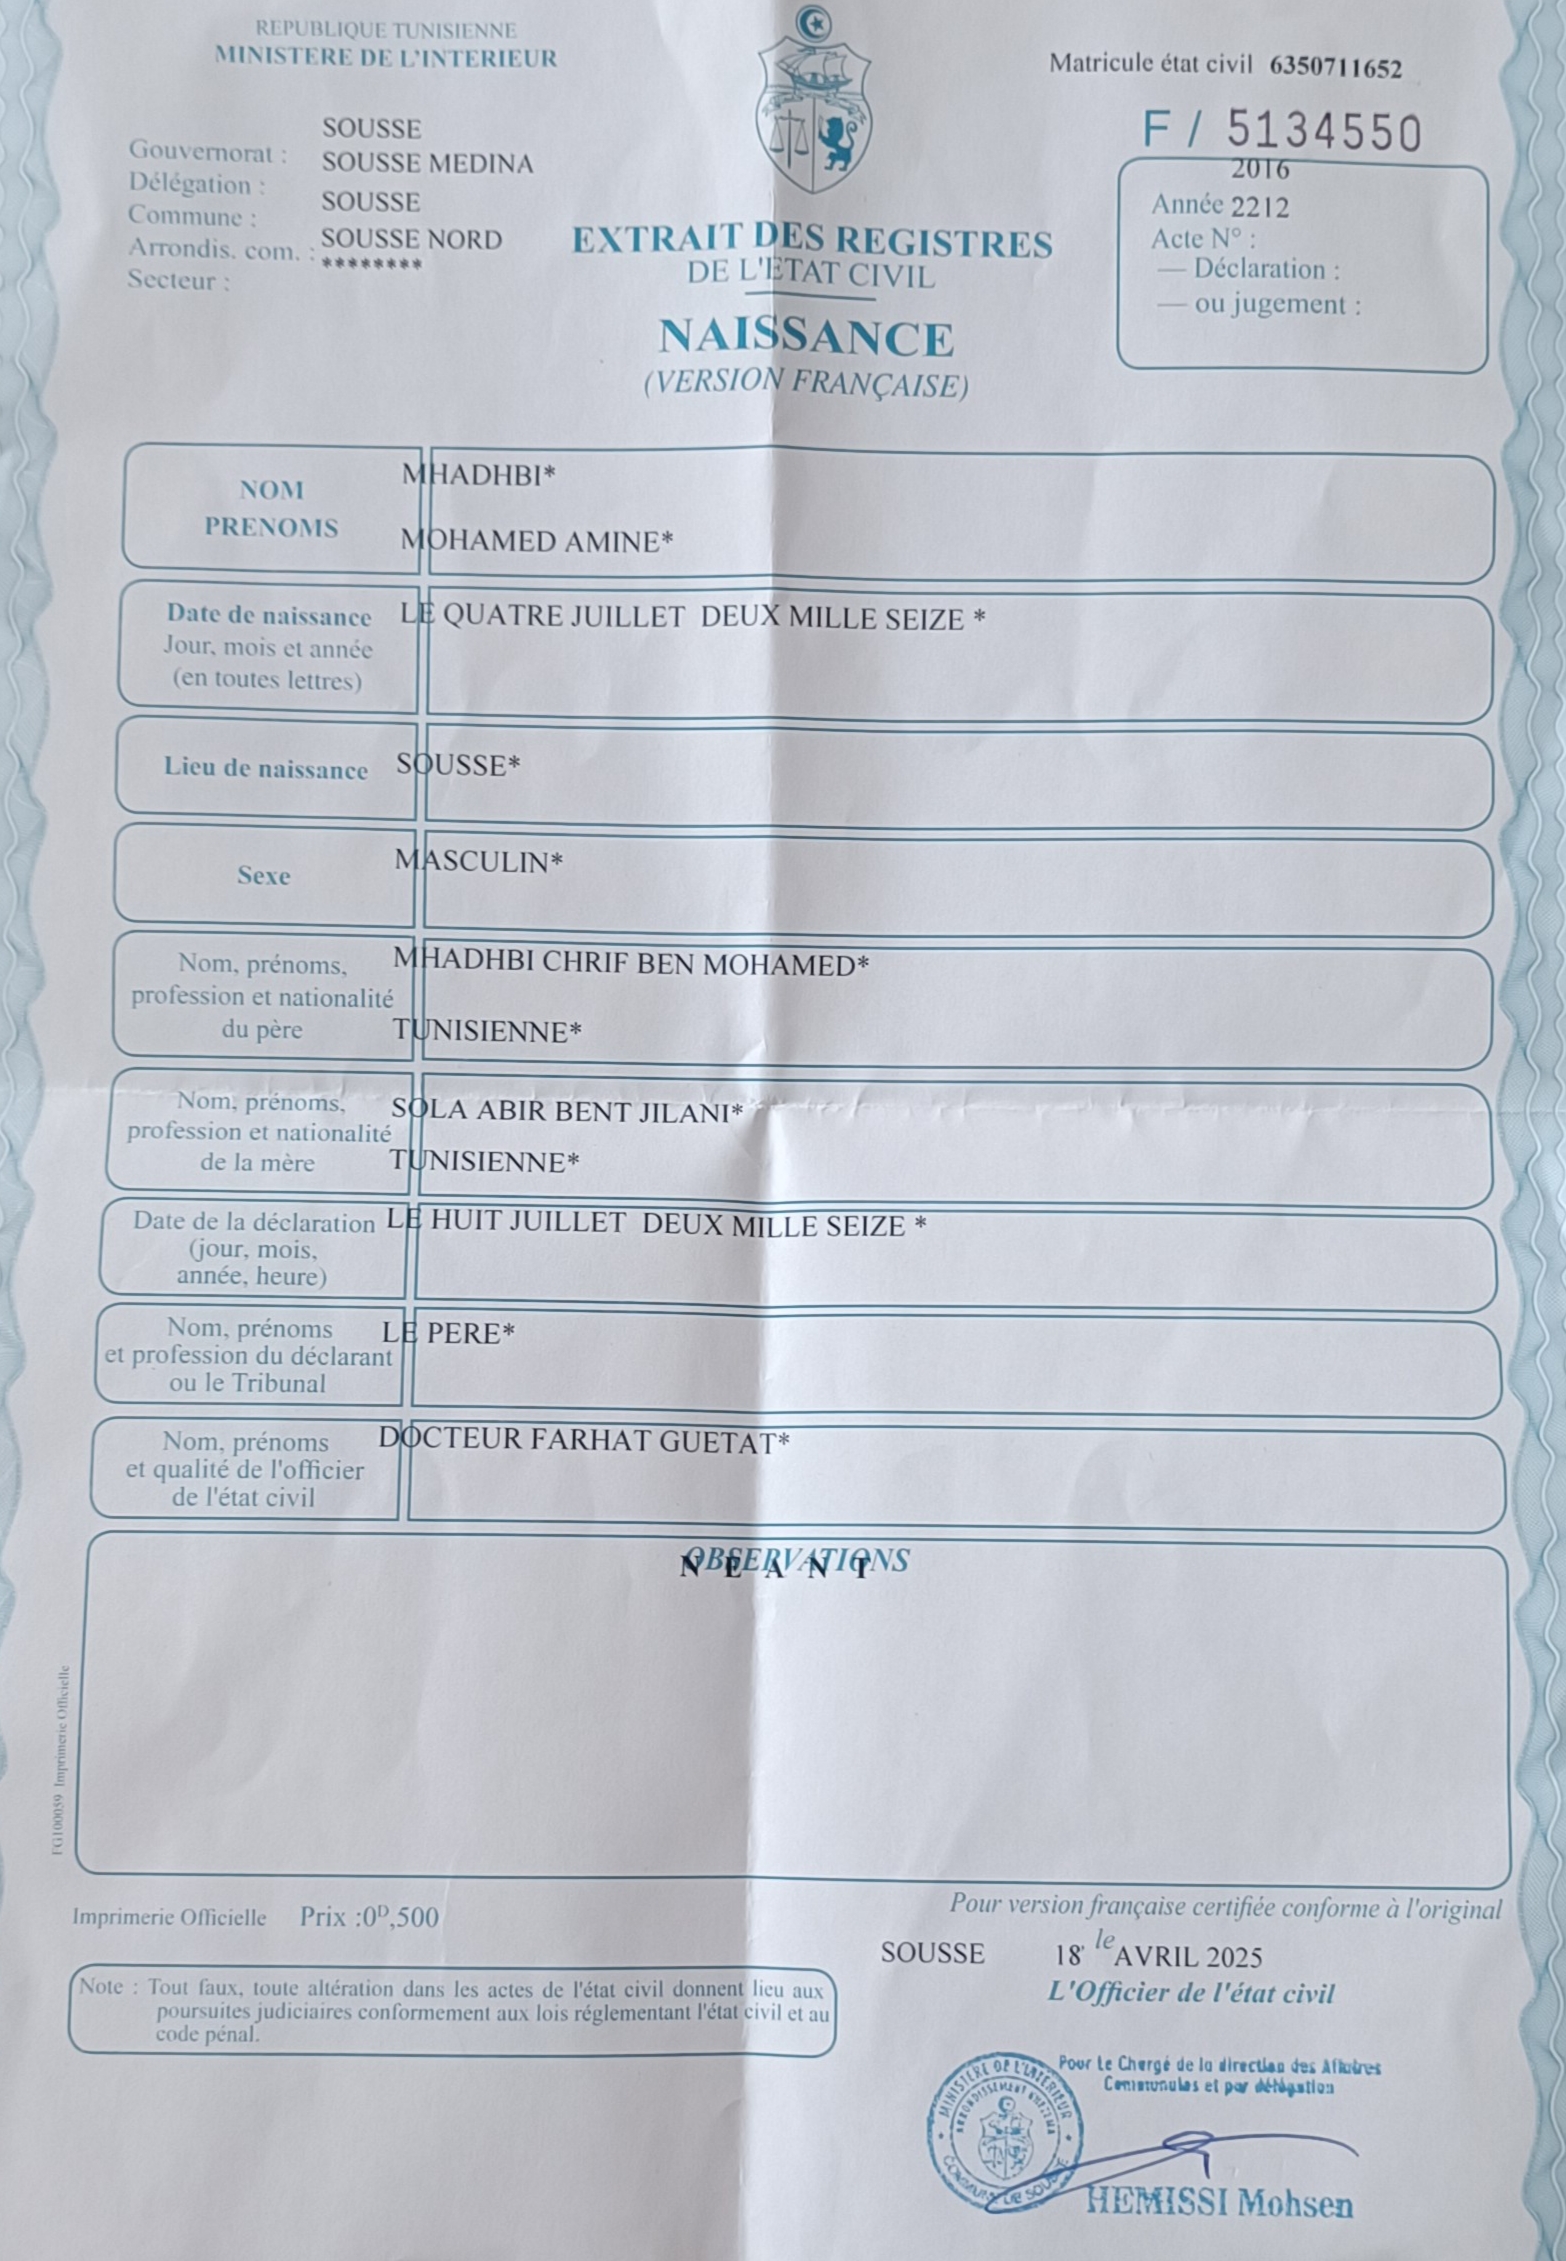 REPUBLIQUE TUNISIENNE
MINISTERE DE L'INTERIEUR
Matricule état civil 6350711652
F / 5134550
Gouvernorat : SOUSSE
Délégation : SOUSSE MEDINA
Commune : SOUSSE
Arrondis. com. : SOUSSE NORD
Secteur : ********
2016
Année 2212
Acte N° :
— Déclaration :
— ou jugement :
EXTRAIT DES REGISTRES
DE L'ETAT CIVIL
NAISSANCE
(VERSION FRANÇAISE)
NOM MHADHBI*
PRENOMS MOHAMED AMINE*
Date de naissance LE QUATRE JUILLET DEUX MILLE SEIZE *
Jour, mois et année
(en toutes lettres)
Lieu de naissance SOUSSE*
Sexe MASCULIN*
Nom, prénoms, MHADHBI CHRIF BEN MOHAMED*
profession et nationalité
du père TUNISIENNE*
Nom, prénoms, SOLA ABIR BENT JILANI*
profession et nationalité
de la mère TUNISIENNE*
Date de la déclaration LE HUIT JUILLET DEUX MILLE SEIZE *
(jour, mois,
année, heure)
Nom, prénoms LE PERE*
et profession du déclarant
ou le Tribunal
Nom, prénoms DOCTEUR FARHAT GUETAT*
et qualité de l'officier
de l'état civil
OBSERVATIONS
N E A N T
FG100059 Imprimerie Officielle
Imprimerie Officielle Prix :0D,500
Pour version française certifiée conforme à l'original
SOUSSE 18 le AVRIL 2025
L'Officier de l'état civil
Note : Tout faux, toute altération dans les actes de l'état civil donnent lieu aux
poursuites judiciaires conformement aux lois réglementant l'état civil et au
code pénal.
Pour Le Chargé de la direction des Affaires
Communales et par délégation
MINISTERE DE L'INTERIEUR
ARRONDISSEMENT
COMMUNE DE SOUSSE
HEMISSI Mohsen